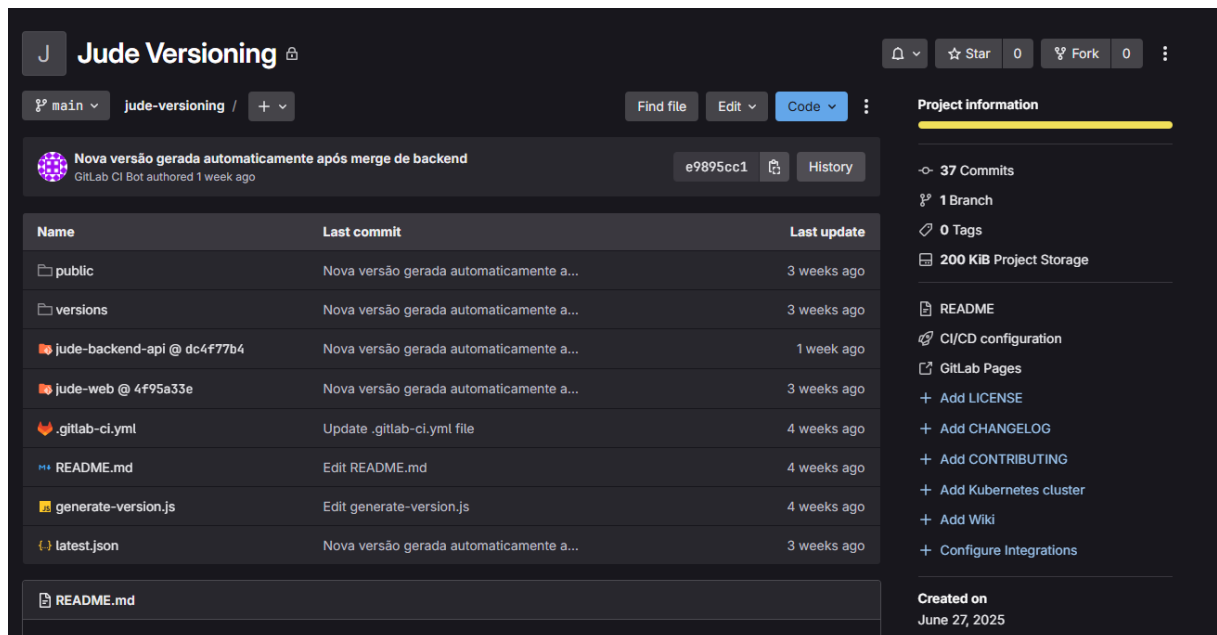 J
Jude Versioning
Star 0
Fork 0
main
jude-versioning /
Find file
Edit
Code
Nova versão gerada automaticamente após merge de backend
GitLab CI Bot authored 1 week ago
e9895cc1
History
Name Last commit Last update
public Nova versão gerada automaticamente a... 3 weeks ago
versions Nova versão gerada automaticamente a... 3 weeks ago
jude-backend-api @ dc4f77b4 Nova versão gerada automaticamente a... 1 week ago
jude-web @ 4f95a33e Nova versão gerada automaticamente a... 3 weeks ago
.gitlab-ci.yml Update .gitlab-ci.yml file 4 weeks ago
README.md Edit README.md 4 weeks ago
generate-version.js Edit generate-version.js 4 weeks ago
latest.json Nova versão gerada automaticamente a... 3 weeks ago
README.md
Project information
37 Commits
1 Branch
0 Tags
200 KiB Project Storage
README
CI/CD configuration
GitLab Pages
+ Add LICENSE
+ Add CHANGELOG
+ Add CONTRIBUTING
+ Add Kubernetes cluster
+ Add Wiki
+ Configure Integrations
Created on
June 27, 2025